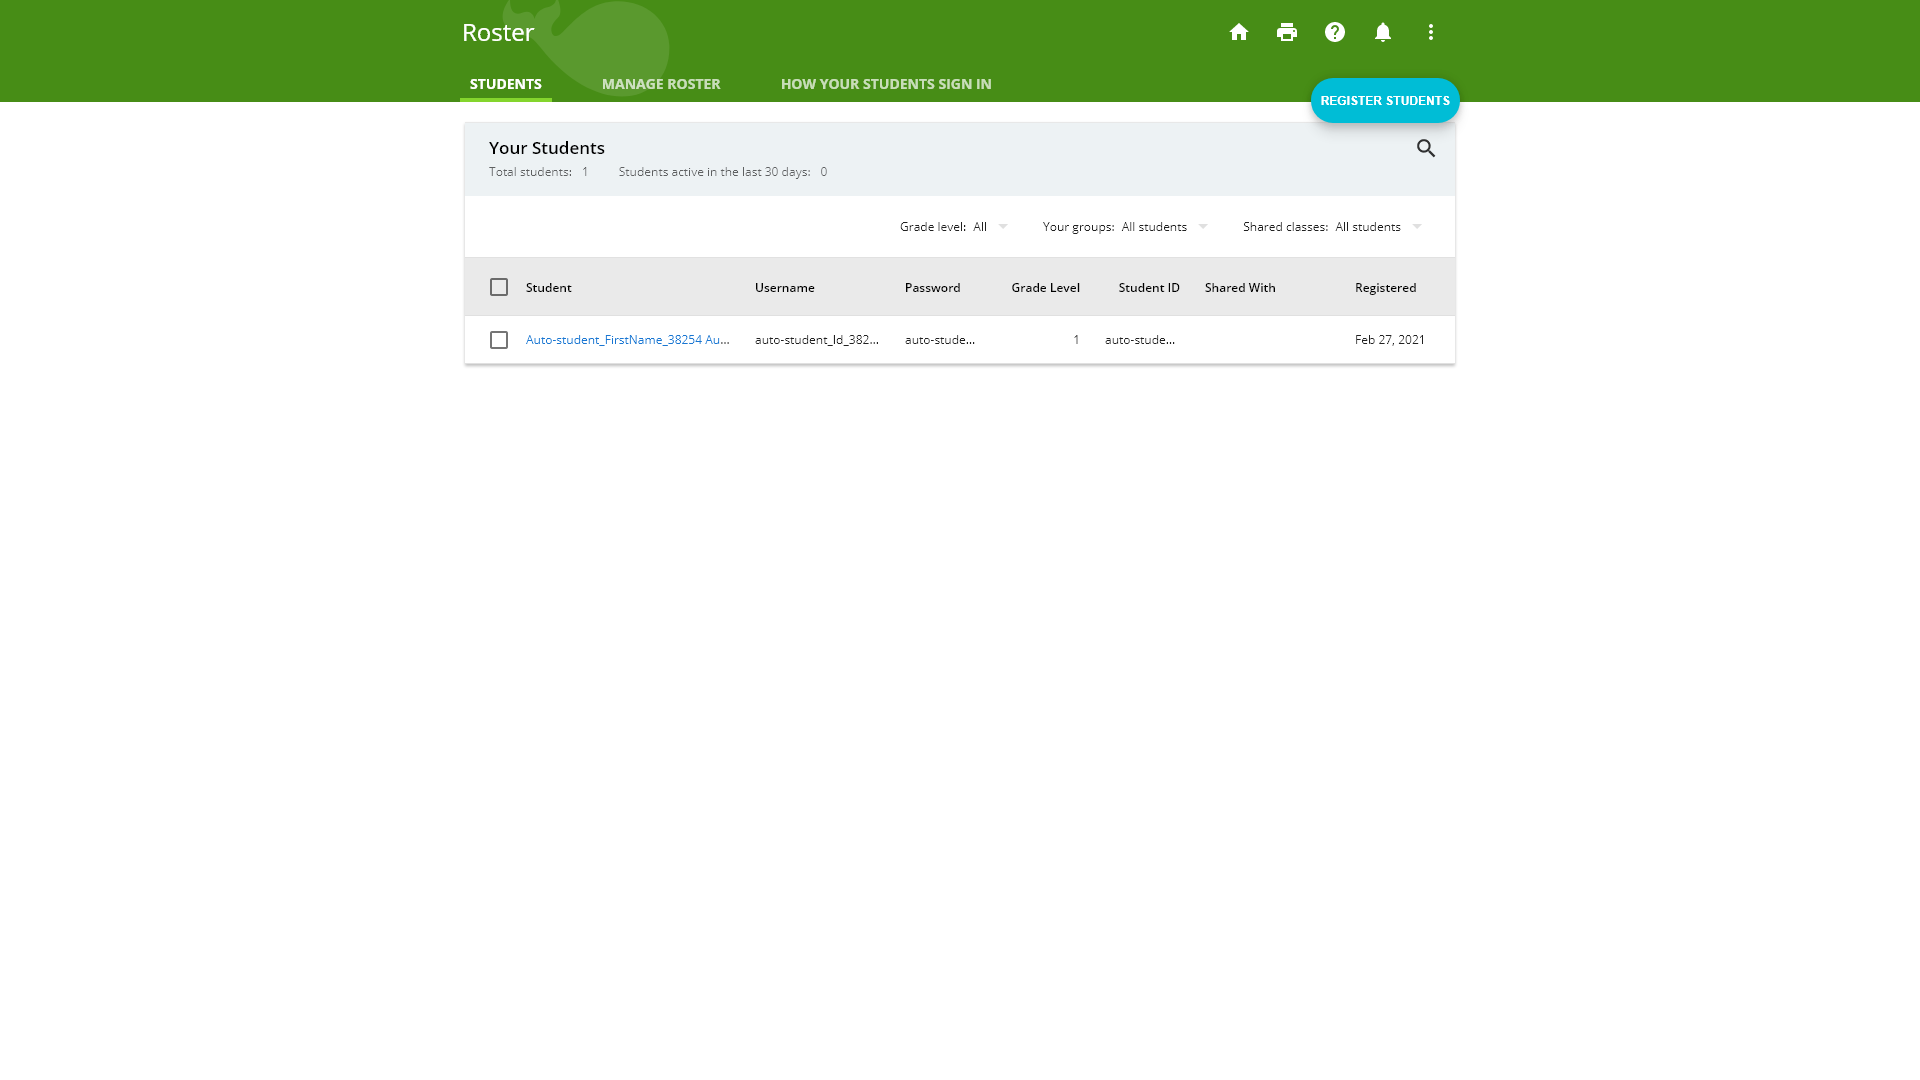 Roster
STUDENTS MANAGE ROSTER HOW YOUR STUDENTS SIGN IN
REGISTER STUDENTS
Your Students
Total students: 1 Students active in the last 30 days: 0
Grade level: All Your groups: All students Shared classes: All students
Student Username Password Grade Level Student ID Shared With Registered
Auto-student_FirstName_38254 Au... auto-student_Id_382... auto-stude... 1 auto-stude... Feb 27, 2021